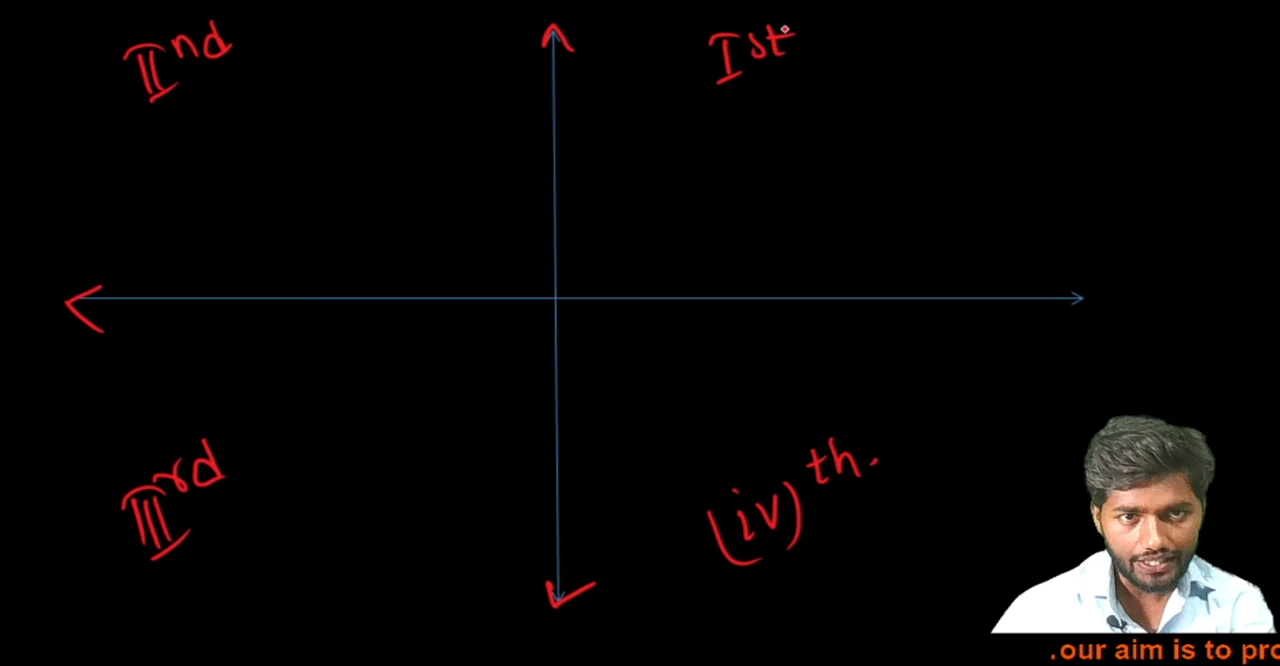 IInd
Ist
IIIrd
(iv)th.
.our aim is to pro